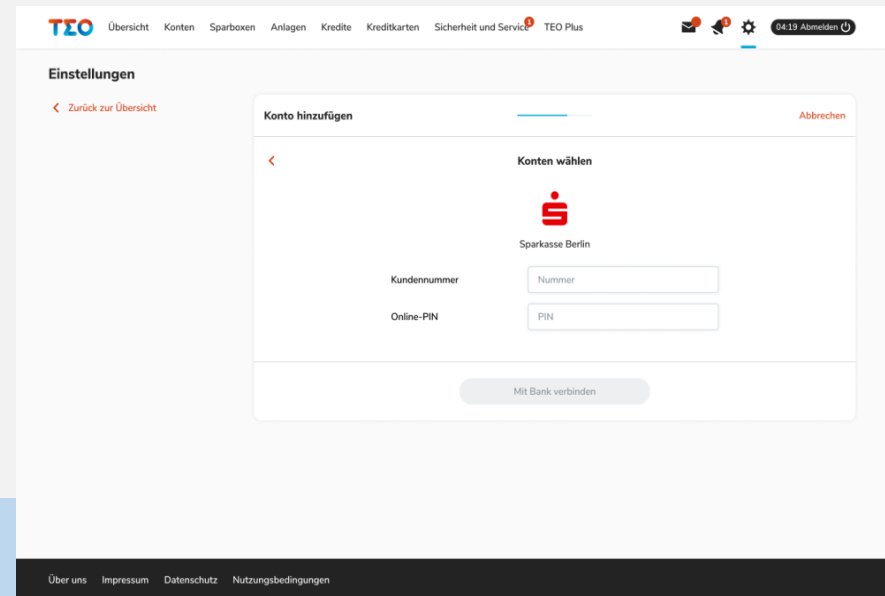 TEO Übersicht Konten Sparboxen Anlagen Kredite Kreditkarten Sicherheit und Service 1 TEO Plus 1 1 04:19 Abmelden
Einstellungen
Zurück zur Übersicht
Konto hinzufügen Abbrechen
Konten wählen
Sparkasse Berlin
Kundennummer Nummer
Online-PIN PIN
Mit Bank verbinden
Über uns Impressum Datenschutz Nutzungsbedingungen